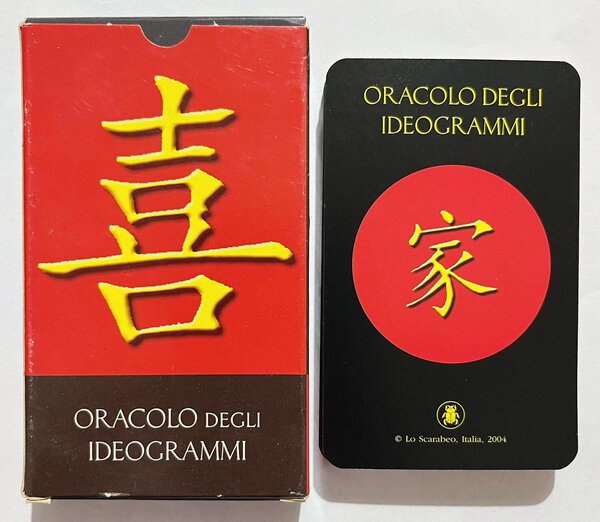 喜
ORACOLO DEGLI
IDEOGRAMMI
ORACOLO DEGLI
IDEOGRAMMI
家
© Lo Scarabeo, Italia, 2004